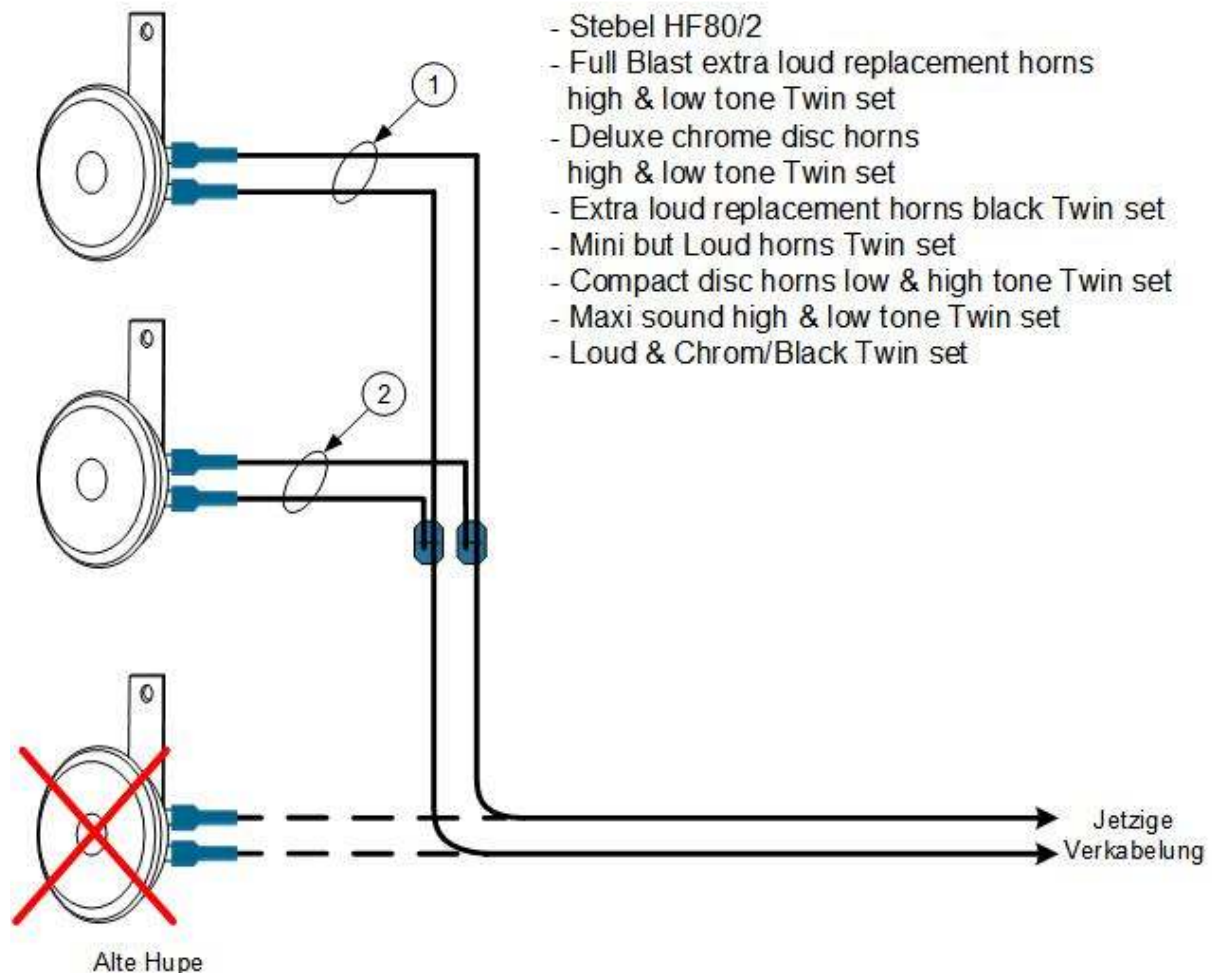 - Stebel HF80/2
- Full Blast extra loud replacement horns
high & low tone Twin set
- Deluxe chrome disc horns
high & low tone Twin set
- Extra loud replacement horns black Twin set
- Mini but Loud horns Twin set
- Compact disc horns low & high tone Twin set
- Maxi sound high & low tone Twin set
- Loud & Chrom/Black Twin set
1
2
Jetzige
Verkabelung
Alte Hupe